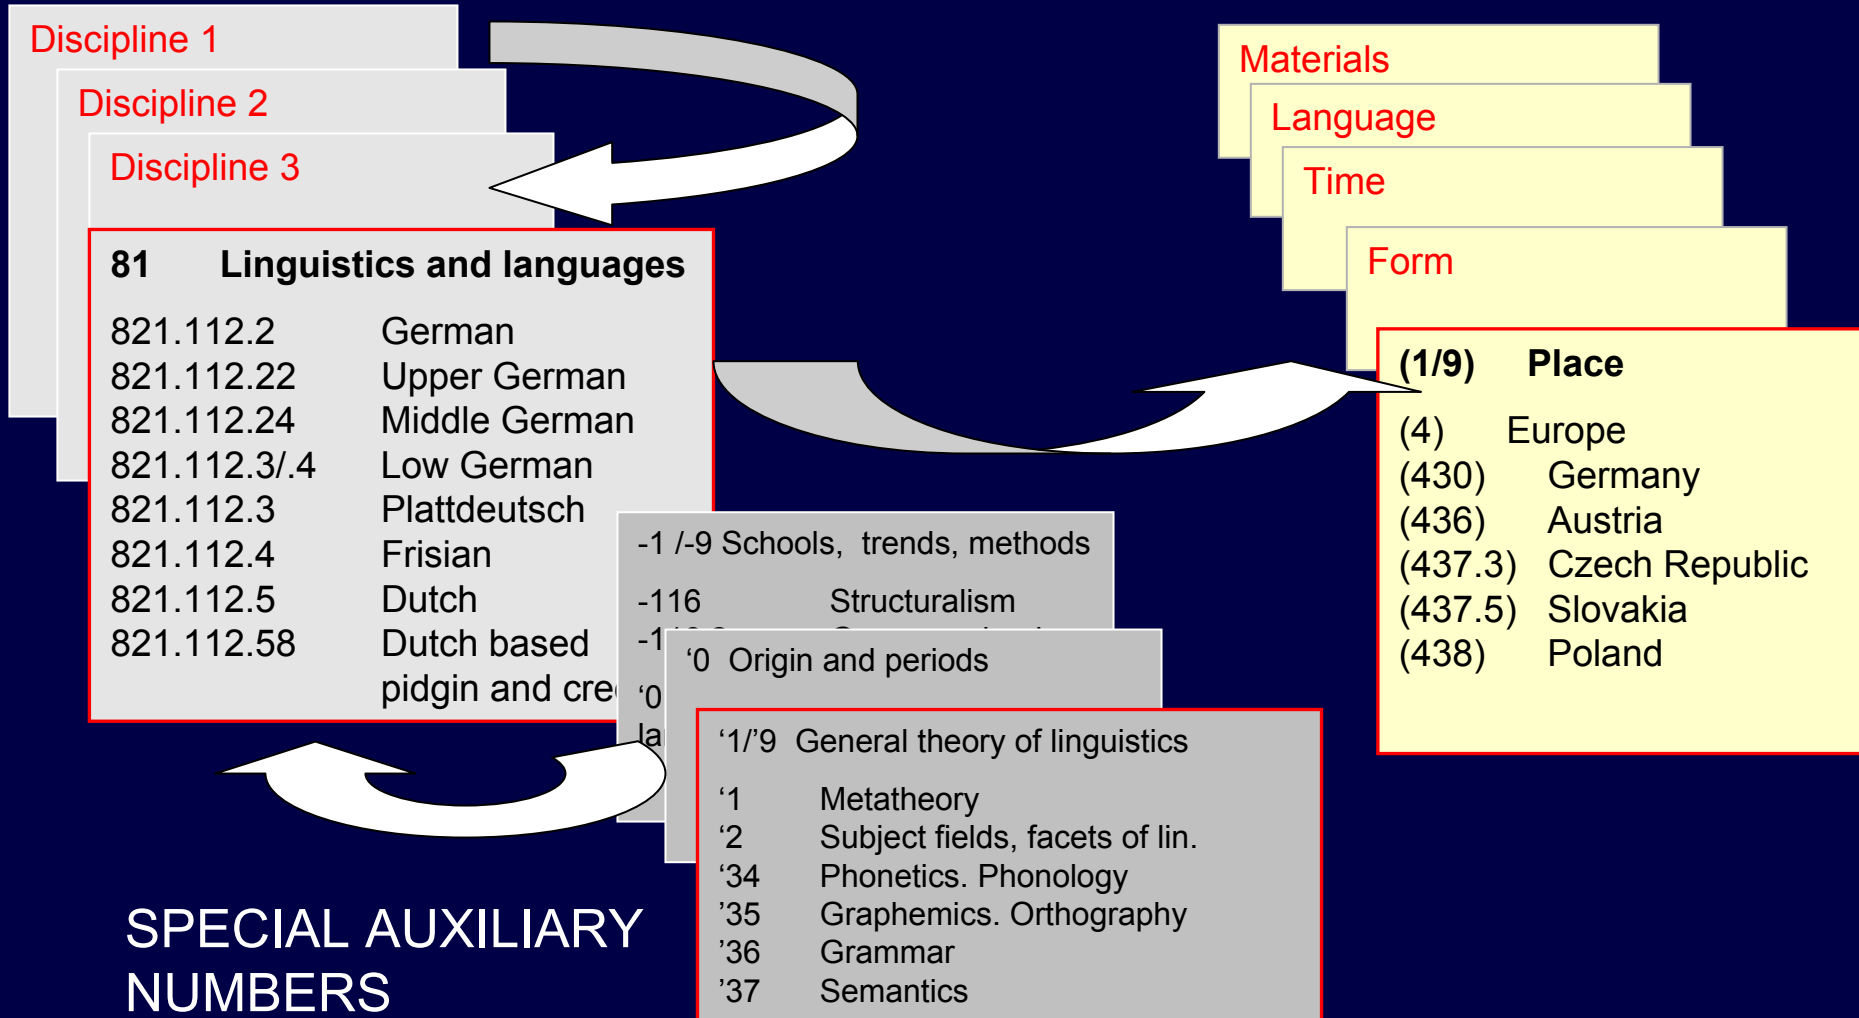 Discipline 1
Discipline 2
Discipline 3
81 Linguistics and languages
821.112.2 German
821.112.22 Upper German
821.112.24 Middle German
821.112.3/.4 Low German
821.112.3 Plattdeutsch
821.112.4 Frisian
821.112.5 Dutch
821.112.58 Dutch based
pidgin and
-1 /-9 Schools, trends, methods
-116 Structuralism
‘0 Origin and periods
‘1/’9 General theory of linguistics
‘1 Metatheory
‘2 Subject fields, facets of lin.
‘34 Phonetics. Phonology
’35 Graphemics. Orthography
’36 Grammar
’37 Semantics
SPECIAL AUXILIARY
NUMBERS
Materials
Language
Time
Form
(1/9) Place
(4) Europe
(430) Germany
(436) Austria
(437.3) Czech Republic
(437.5) Slovakia
(438) Poland